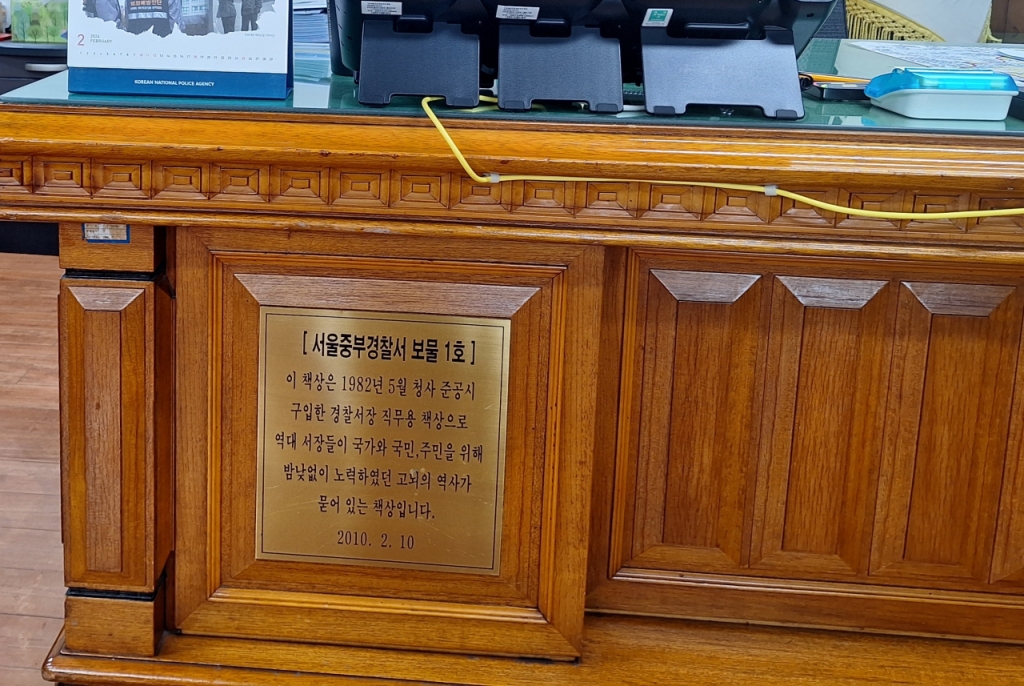 2
2024
FEBRUARY
KOREAN NATIONAL POLICE AGENCY
[ 서울중부경찰서 보물 1호 ]
이 책상은 1982년 5월 청사 준공시
구입한 경찰서장 직무용 책상으로
역대 서장들이 국가와 국민,주민을 위해
밤낮없이 노력하였던 고뇌의 역사가
묻어 있는 책상입니다.
2010. 2. 10